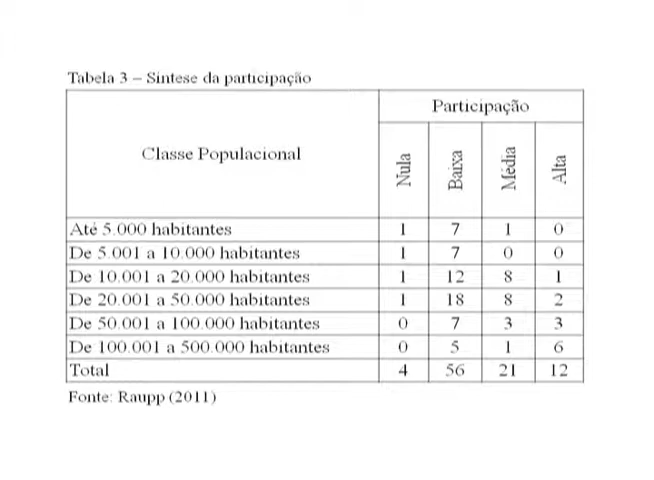 Tabela 3 – Síntese da participação
Classe Populacional
Participação
Nula Baixa Média Alta
Até 5.000 habitantes 1 7 1 0
De 5.001 a 10.000 habitantes 1 7 0 0
De 10.001 a 20.000 habitantes 1 12 8 1
De 20.001 a 50.000 habitantes 1 18 8 2
De 50.001 a 100.000 habitantes 0 7 3 3
De 100.001 a 500.000 habitantes 0 5 1 6
Total 4 56 21 12
Fonte: Raupp (2011)